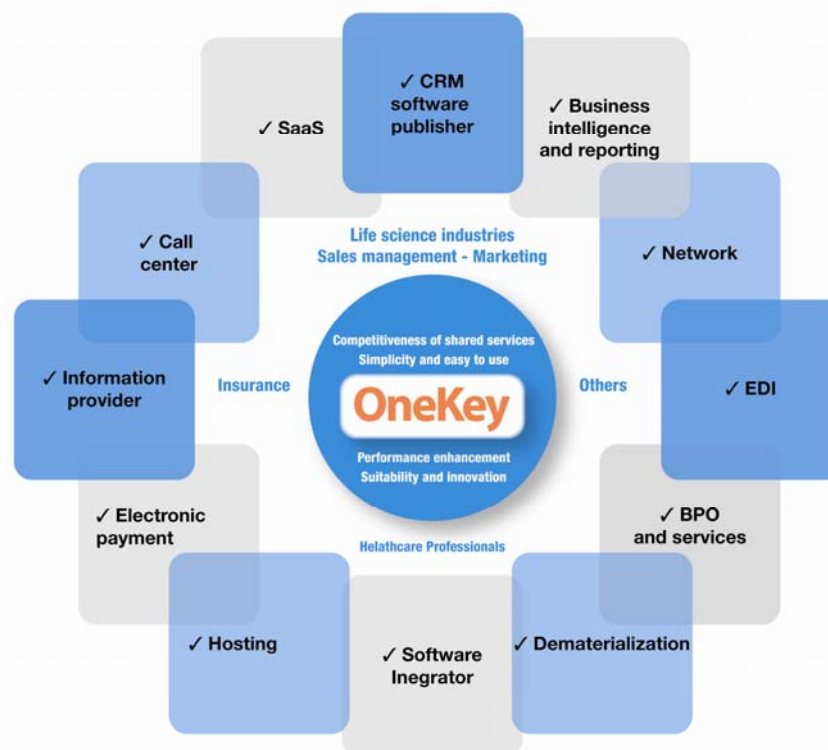 ✓ CRM
software
publisher
✓ SaaS
✓ Business
intelligence
and reporting
✓ Call
center
✓ Network
Life science industries
Sales management - Marketing
Competitiveness of shared services
Simplicity and easy to use
OneKey
Performance enhancement
Suitability and innovation
Insurance
Others
✓ Information
provider
✓ EDI
✓ Electronic
payment
✓ BPO
and services
Helathcare Professionals
✓ Hosting
✓ Software
Inegrator
✓ Dematerialization